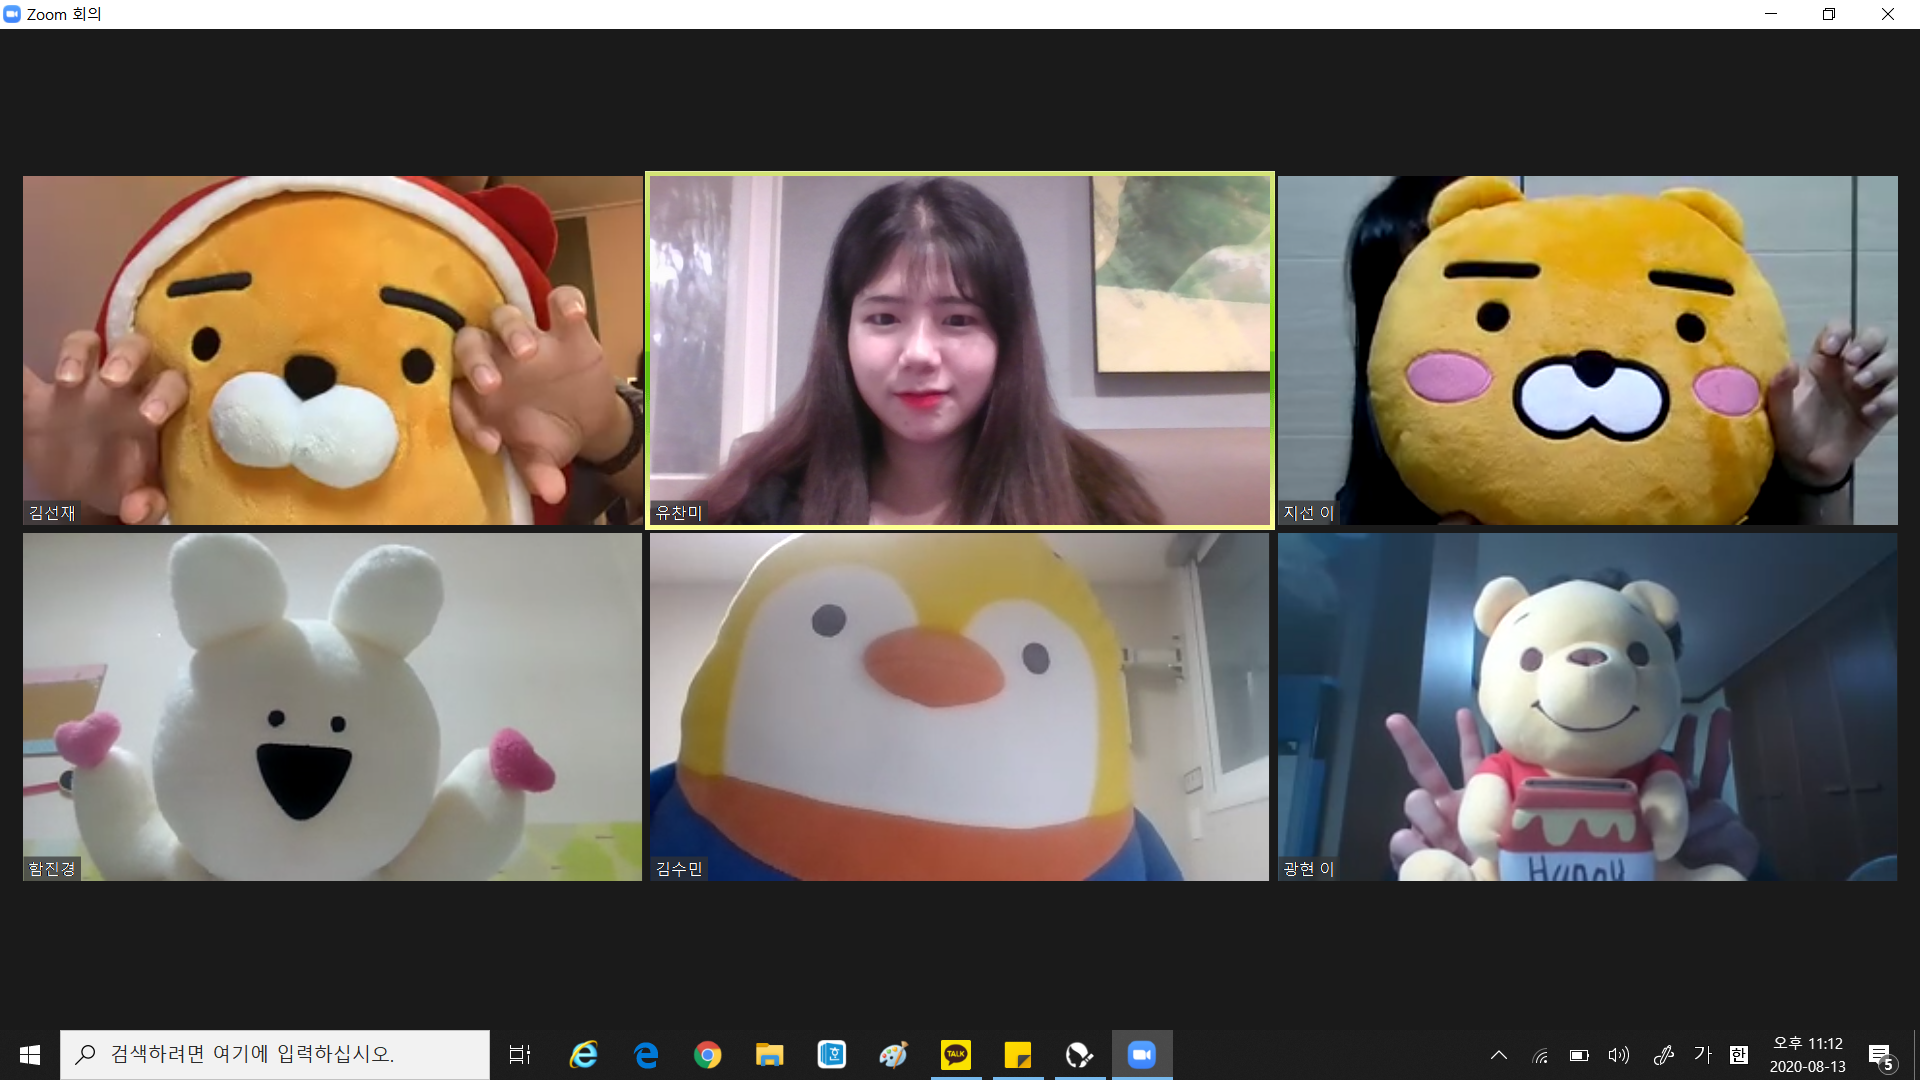 Zoom 회의
김선재
유찬미
지선 이
함진경
김수민
Hunny
광현 이
검색하려면 여기에 입력하십시오.
TALK
가
한
오후 11:12
2020-08-13
5